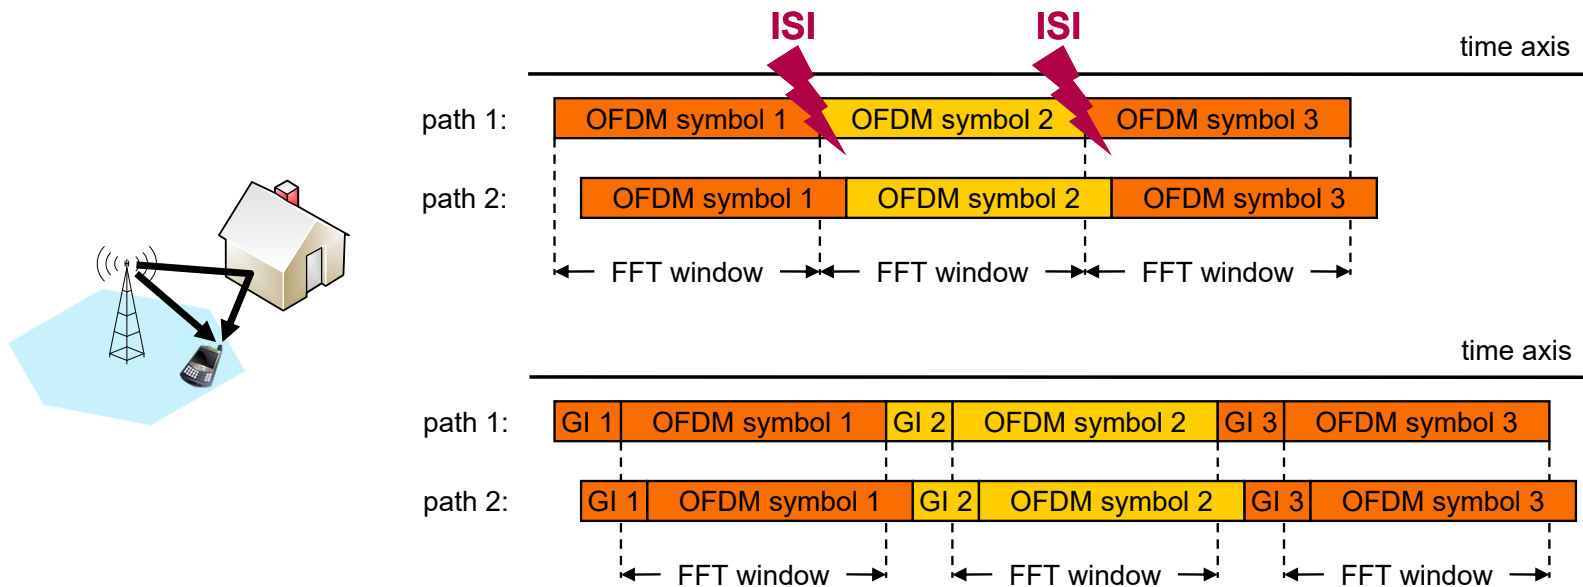 ISI ISI
time axis
path 1: OFDM symbol 1 OFDM symbol 2 OFDM symbol 3
path 2: OFDM symbol 1 OFDM symbol 2 OFDM symbol 3
FFT window FFT window FFT window
time axis
path 1: GI 1 OFDM symbol 1 GI 2 OFDM symbol 2 GI 3 OFDM symbol 3
path 2: GI 1 OFDM symbol 1 GI 2 OFDM symbol 2 GI 3 OFDM symbol 3
FFT window FFT window FFT window